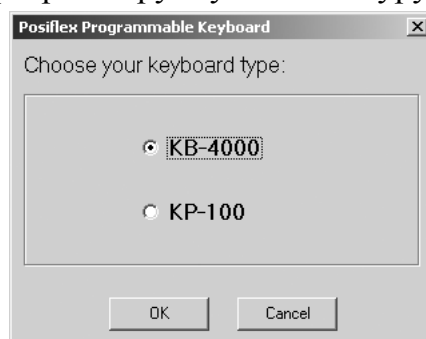 Posiflex Programmable Keyboard
Choose your keyboard type:
KB-4000
KP-100
OK
Cancel